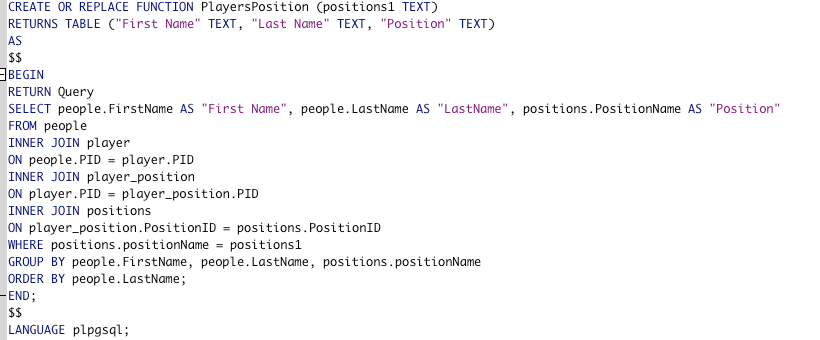 CREATE OR REPLACE FUNCTION PlayersPosition (positions1 TEXT)
RETURNS TABLE ("First Name" TEXT, "Last Name" TEXT, "Position" TEXT)
AS
$$
BEGIN
RETURN Query
SELECT people.FirstName AS "First Name", people.LastName AS "LastName", positions.PositionName AS "Position"
FROM people
INNER JOIN player
ON people.PID = player.PID
INNER JOIN player_position
ON player.PID = player_position.PID
INNER JOIN positions
ON player_position.PositionID = positions.PositionID
WHERE positions.positionName = positions1
GROUP BY people.FirstName, people.LastName, positions.positionName
ORDER BY people.LastName;
END;
$$
LANGUAGE plpgsql;